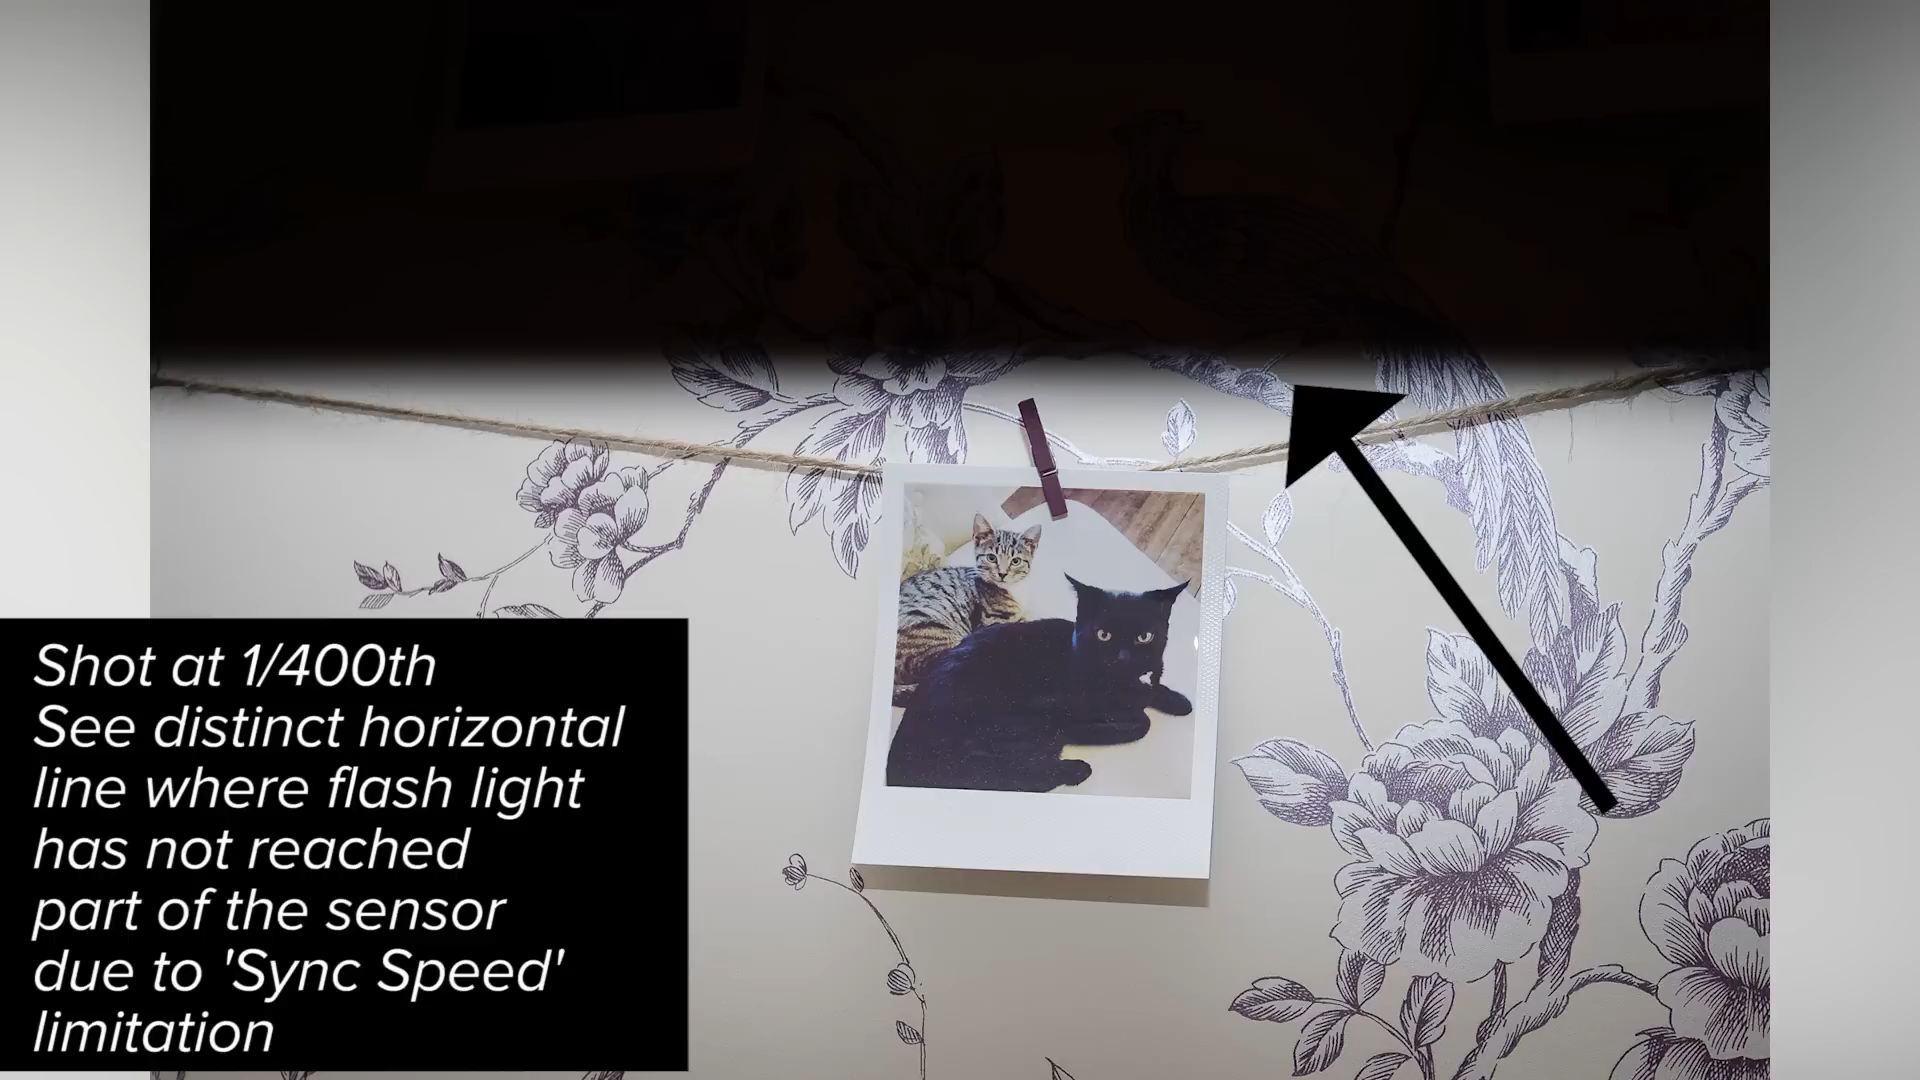 Shot at 1/400th
See distinct horizontal
line where flash light
has not reached
part of the sensor
due to 'Sync Speed'
limitation